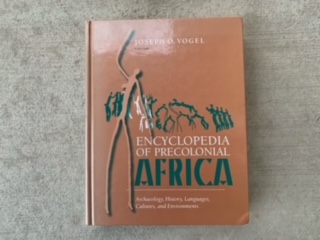 JOSEPH O. VOGEL
ENCYCLOPEDIA
OF PRECOLONIAL
AFRICA
Archaeology, History, Languages,
Cultures, and Environments